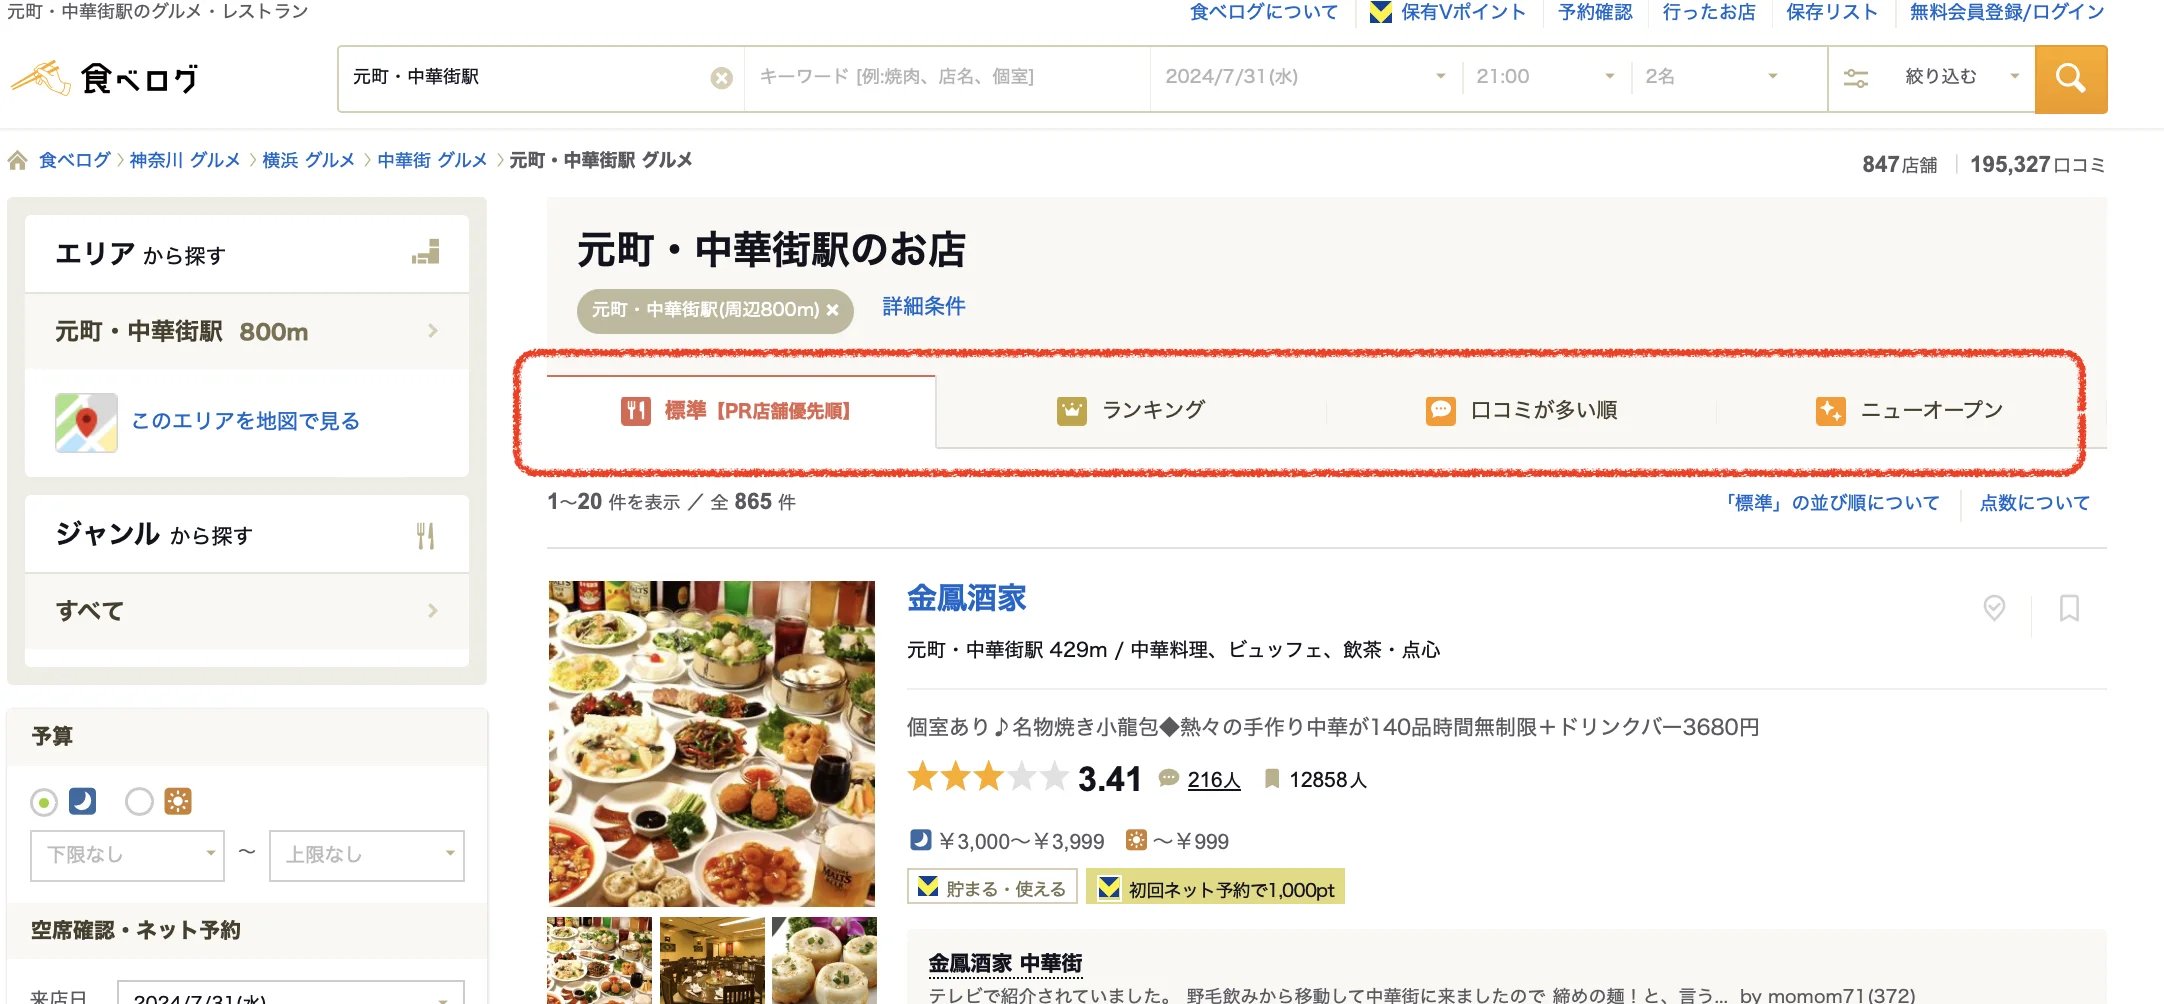 元町・中華街駅のグルメ・レストラン
食べログについて 保有Vポイント 予約確認 行ったお店 保存リスト 無料会員登録/ログイン
食べログ
元町・中華街駅 キーワード [例:焼肉、店名、個室] 2024/7/31(水) 21:00 2名 絞り込む
食べログ 神奈川 グルメ 横浜 グルメ 中華街 グルメ 元町・中華街駅 グルメ
847店舗 195,327口コミ
エリア から探す
元町・中華街駅 800m
このエリアを地図で見る
ジャンル から探す
すべて
予算
下限なし 〜 上限なし
空席確認・ネット予約
来店日 2024/7/31(水)
元町・中華街駅のお店
元町・中華街駅(周辺800m) × 詳細条件
標準【PR店舗優先順】 ランキング 口コミが多い順 ニューオープン
1〜20 件を表示 / 全 865 件
「標準」の並び順について 点数について
金鳳酒家
元町・中華街駅 429m / 中華料理、ビュッフェ、飲茶・点心
個室あり♪名物焼き小龍包◆熱々の手作り中華が140品時間無制限+ドリンクバー3680円
3.41 216人 12858人
¥3,000〜¥3,999 〜¥999
貯まる・使える 初回ネット予約で1,000pt
金鳳酒家 中華街
テレビで紹介されていました。 野毛飲みから移動して中華街に来ましたので 締めの麺！と、言う... by momom71(372)